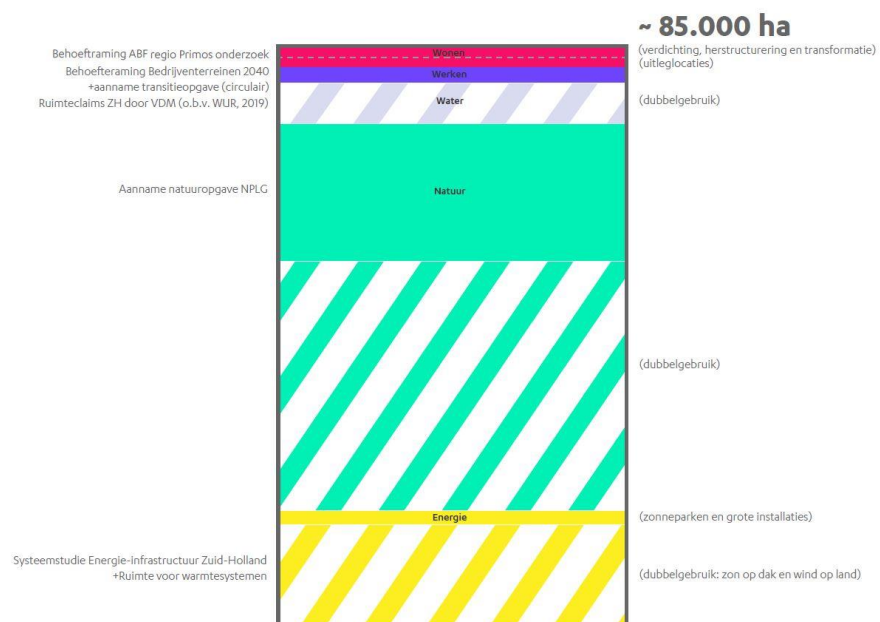 ~ 85.000 ha
Behoeftraming ABF regio Primos onderzoek
Wonen
(verdichting, herstructurering en transformatie)
(uitleglocaties)
Behoefteraming Bedrijventerreinen 2040
+aanname transitieopgave (circulair)
Werken
Ruimteclaims ZH door VDM (o.b.v. WUR, 2019)
Water
(dubbelgebruik)
Aanname natuuropgave NPLG
Natuur
(dubbelgebruik)
Energie
(zonneparken en grote installaties)
Systeemstudie Energie-infrastructuur Zuid-Holland
+Ruimte voor warmtesystemen
(dubbelgebruik: zon op dak en wind op land)